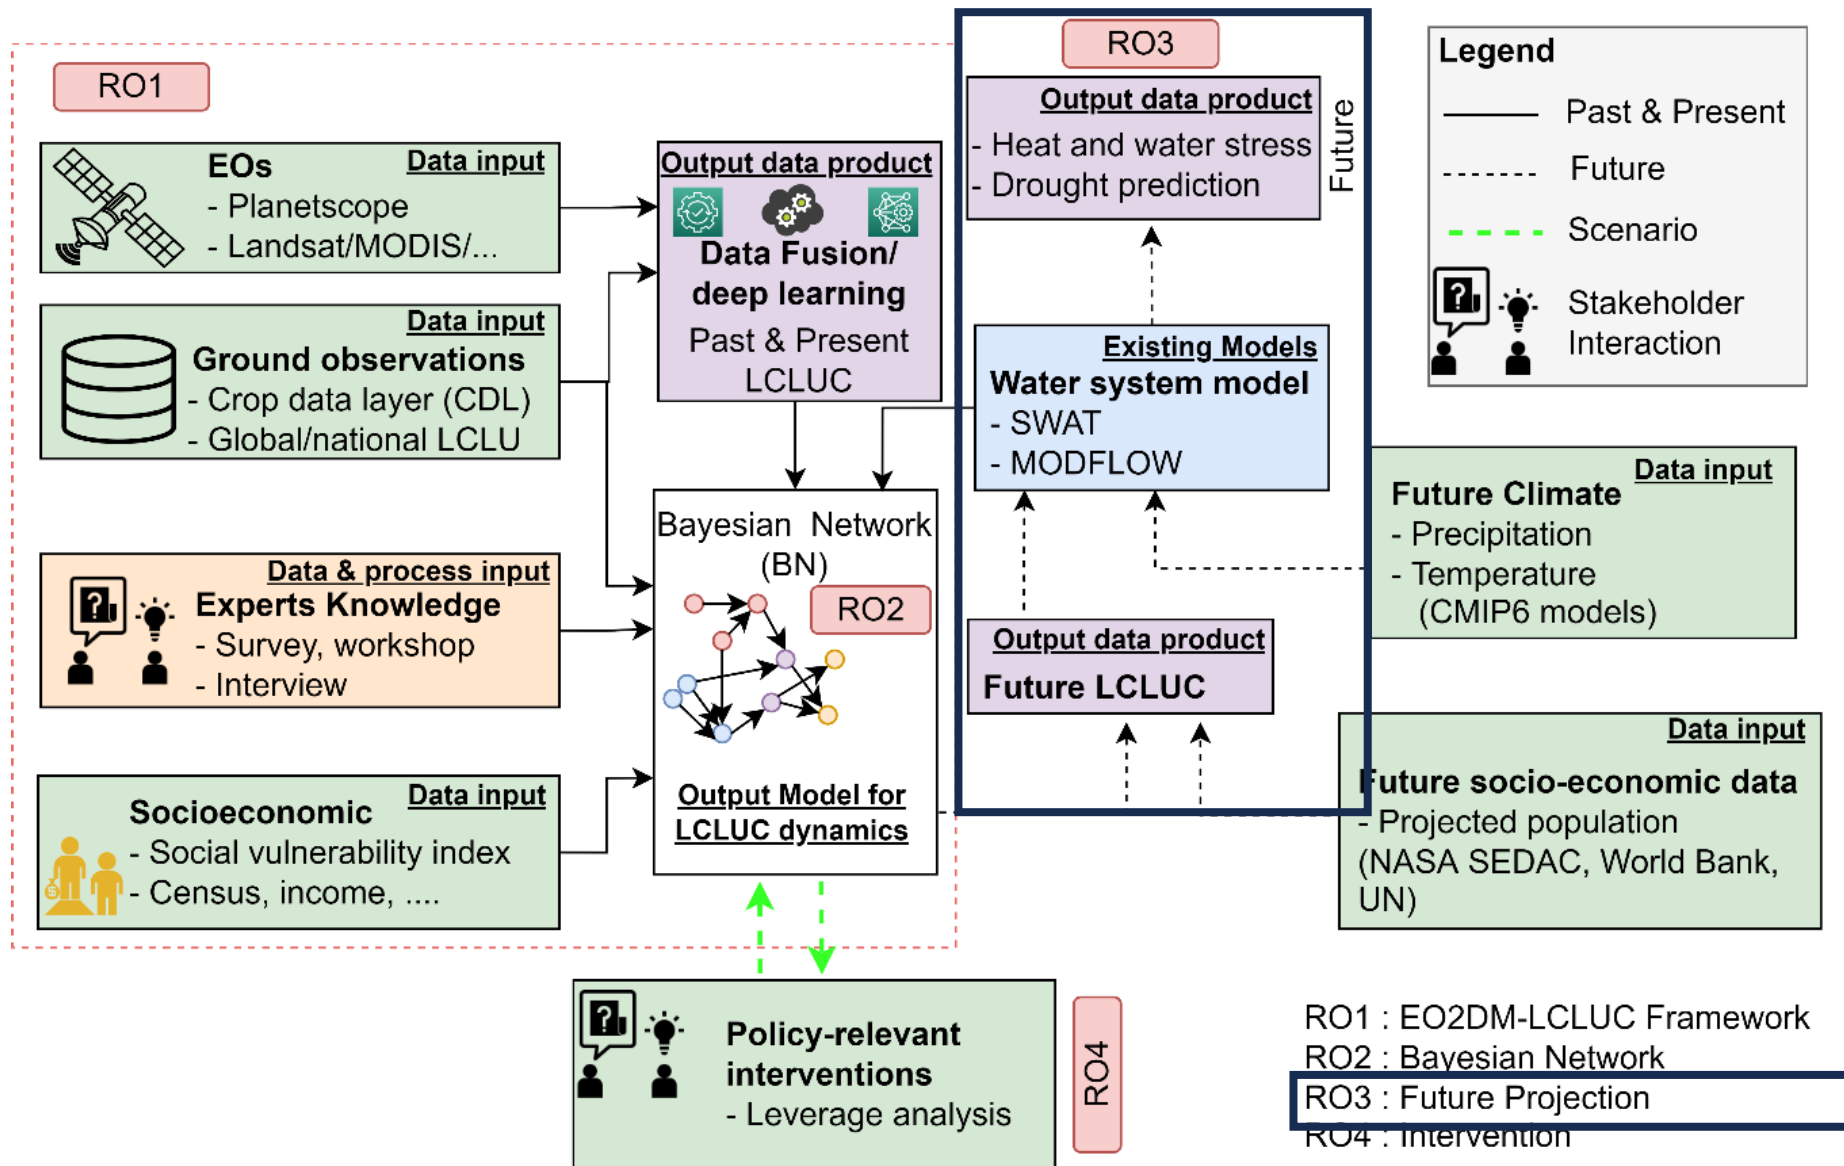 RO1
Data input
EOs
- Planetscope
- Landsat/MODIS/...
Data input
Ground observations
- Crop data layer (CDL)
- Global/national LCLU
Data & process input
Experts Knowledge
- Survey, workshop
- Interview
Data input
Socioeconomic
- Social vulnerability index
- Census, income, ....
Output data product
Data Fusion/
deep learning
Past & Present
LCLUC
Bayesian Network
(BN)
RO2
Output Model for
LCLUC dynamics
RO3
Output data product
- Heat and water stress
- Drought prediction
Future
Existing Models
Water system model
- SWAT
- MODFLOW
Output data product
Future LCLUC
Legend
Past & Present
Future
Scenario
Stakeholder
Interaction
Data input
Future Climate
- Precipitation
- Temperature
(CMIP6 models)
Data input
Future socio-economic data
- Projected population
(NASA SEDAC, World Bank,
UN)
Policy-relevant
interventions
- Leverage analysis
RO4
RO1 : EO2DM-LCLUC Framework
RO2 : Bayesian Network
RO3 : Future Projection
RO4 : Intervention